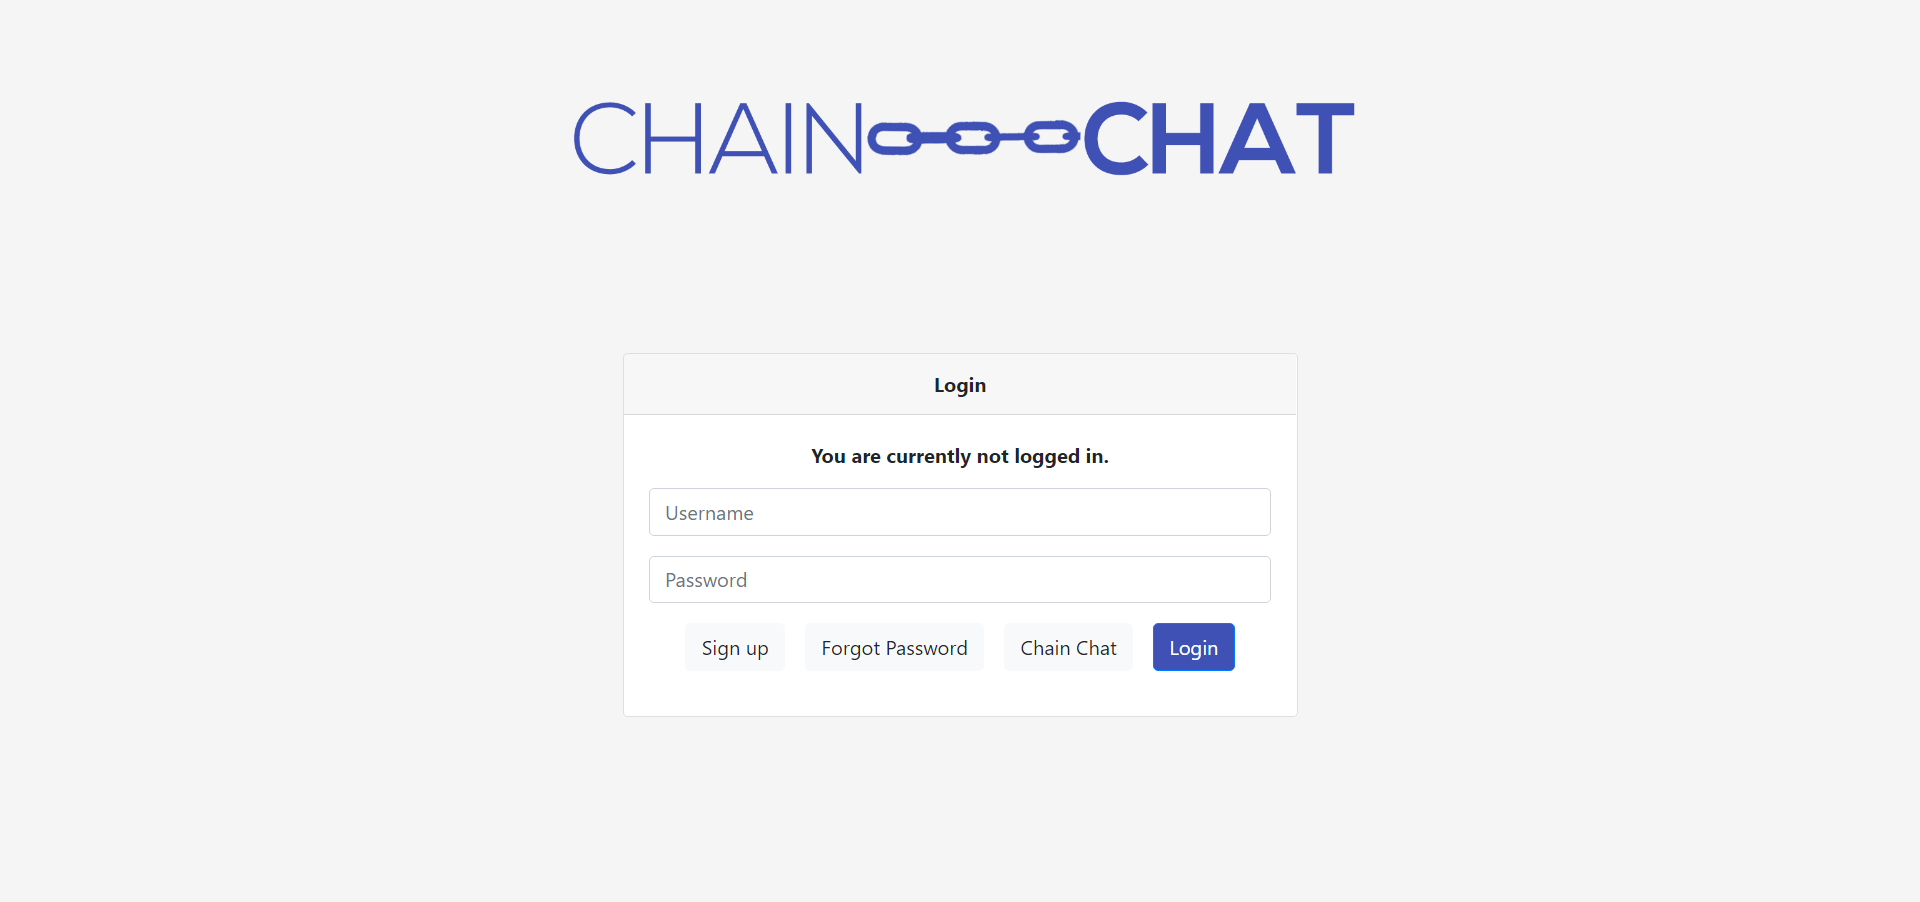 CHAIN CHAT
Login
You are currently not logged in.
Username
Password
Sign up Forgot Password Chain Chat Login